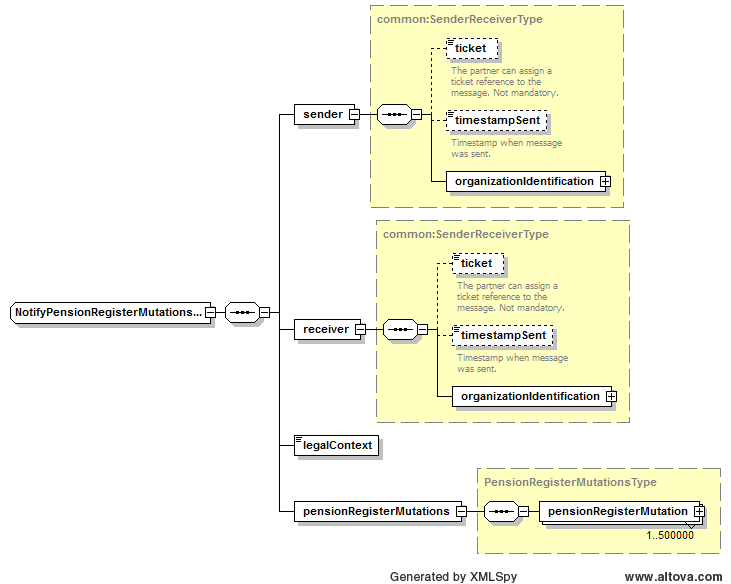 common:SenderReceiverType
ticket
The partner can assign a
ticket reference to the
message. Not mandatory.
timestampSent
Timestamp when message
was sent.
organizationIdentification
sender
common:SenderReceiverType
ticket
The partner can assign a
ticket reference to the
message. Not mandatory.
timestampSent
Timestamp when message
was sent.
organizationIdentification
NotifyPensionRegisterMutations...
receiver
legalContext
PensionRegisterMutationsType
pensionRegisterMutations
pensionRegisterMutation
1..500000
Generated by XMLSpy
www.altova.com